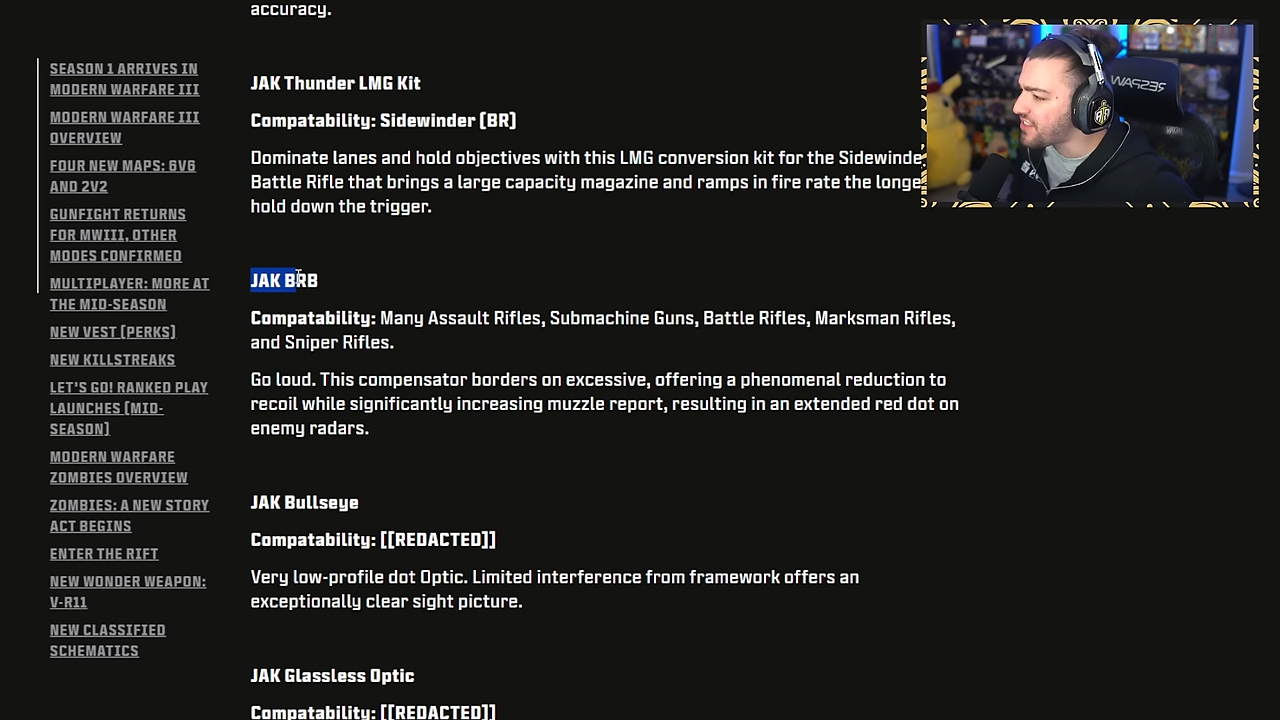 accuracy.
SEASON 1 ARRIVES IN
MODERN WARFARE III
MODERN WARFARE III
OVERVIEW
FOUR NEW MAPS: 6V6
AND 2V2
GUNFIGHT RETURNS
FOR MWIII, OTHER
MODES CONFIRMED
MULTIPLAYER: MORE AT
THE MID-SEASON
NEW VEST (PERKS)
NEW KILLSTREAKS
LET'S GO! RANKED PLAY
LAUNCHES (MID-
SEASON)
MODERN WARFARE
ZOMBIES OVERVIEW
ZOMBIES: A NEW STORY
ACT BEGINS
ENTER THE RIFT
NEW WONDER WEAPON:
V-R11
NEW CLASSIFIED
SCHEMATICS
JAK Thunder LMG Kit
Compatability: Sidewinder (BR)
Dominate lanes and hold objectives with this LMG conversion kit for the Sidewinde
Battle Rifle that brings a large capacity magazine and ramps in fire rate the longe
hold down the trigger.
JAK BRB
Compatability: Many Assault Rifles, Submachine Guns, Battle Rifles, Marksman Rifles,
and Sniper Rifles.
Go loud. This compensator borders on excessive, offering a phenomenal reduction to
recoil while significantly increasing muzzle report, resulting in an extended red dot on
enemy radars.
JAK Bullseye
Compatability: [[REDACTED]]
Very low-profile dot Optic. Limited interference from framework offers an
exceptionally clear sight picture.
JAK Glassless Optic
Compatability: [[REDACTED]]
RESPAWN